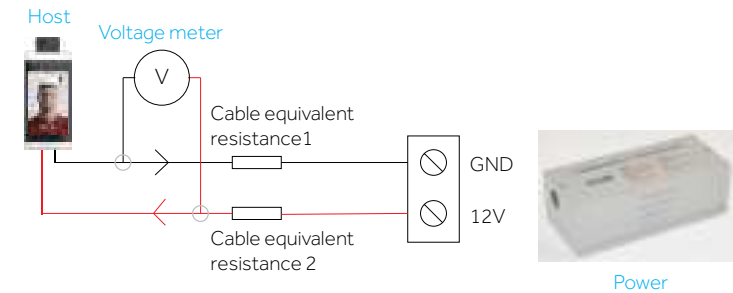 Host
Voltage meter
V
Cable equivalent
resistance1
GND
12V
Cable equivalent
resistance 2
Power